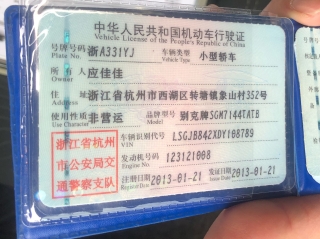 中华人民共和国机动车行驶证
Vehicle License of the People's Republic of China
号牌号码 浙A331YJ 车辆类型 小型轿车
Plate No. Vehicle Type
所有人 应佳佳
Owner
住址 浙江省杭州市西湖区转塘镇象山村352号
Address
使用性质 非营运 品牌型号 别克牌SGM7144TATB
Use Character Model
浙江省杭州
市公安局交
通警察支队
车辆识别代号 LSGJB84ZXDY108789
VIN
发动机号码 123121008
Engine No.
注册日期 2013-01-21 发证日期 2013-01-21
Register Date Issue Date